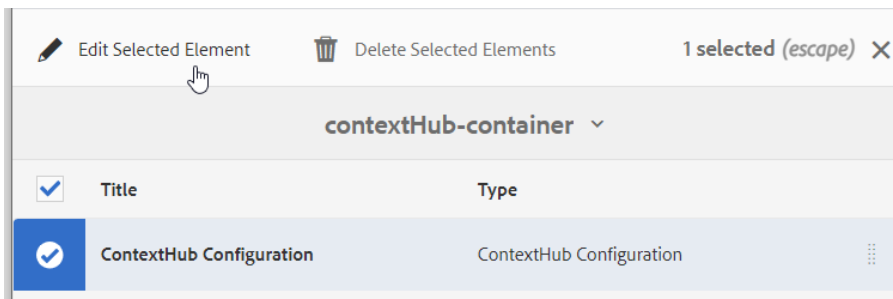 Edit Selected Element Delete Selected Elements 1 selected (escape)
contextHub-container
Title Type
ContextHub Configuration ContextHub Configuration